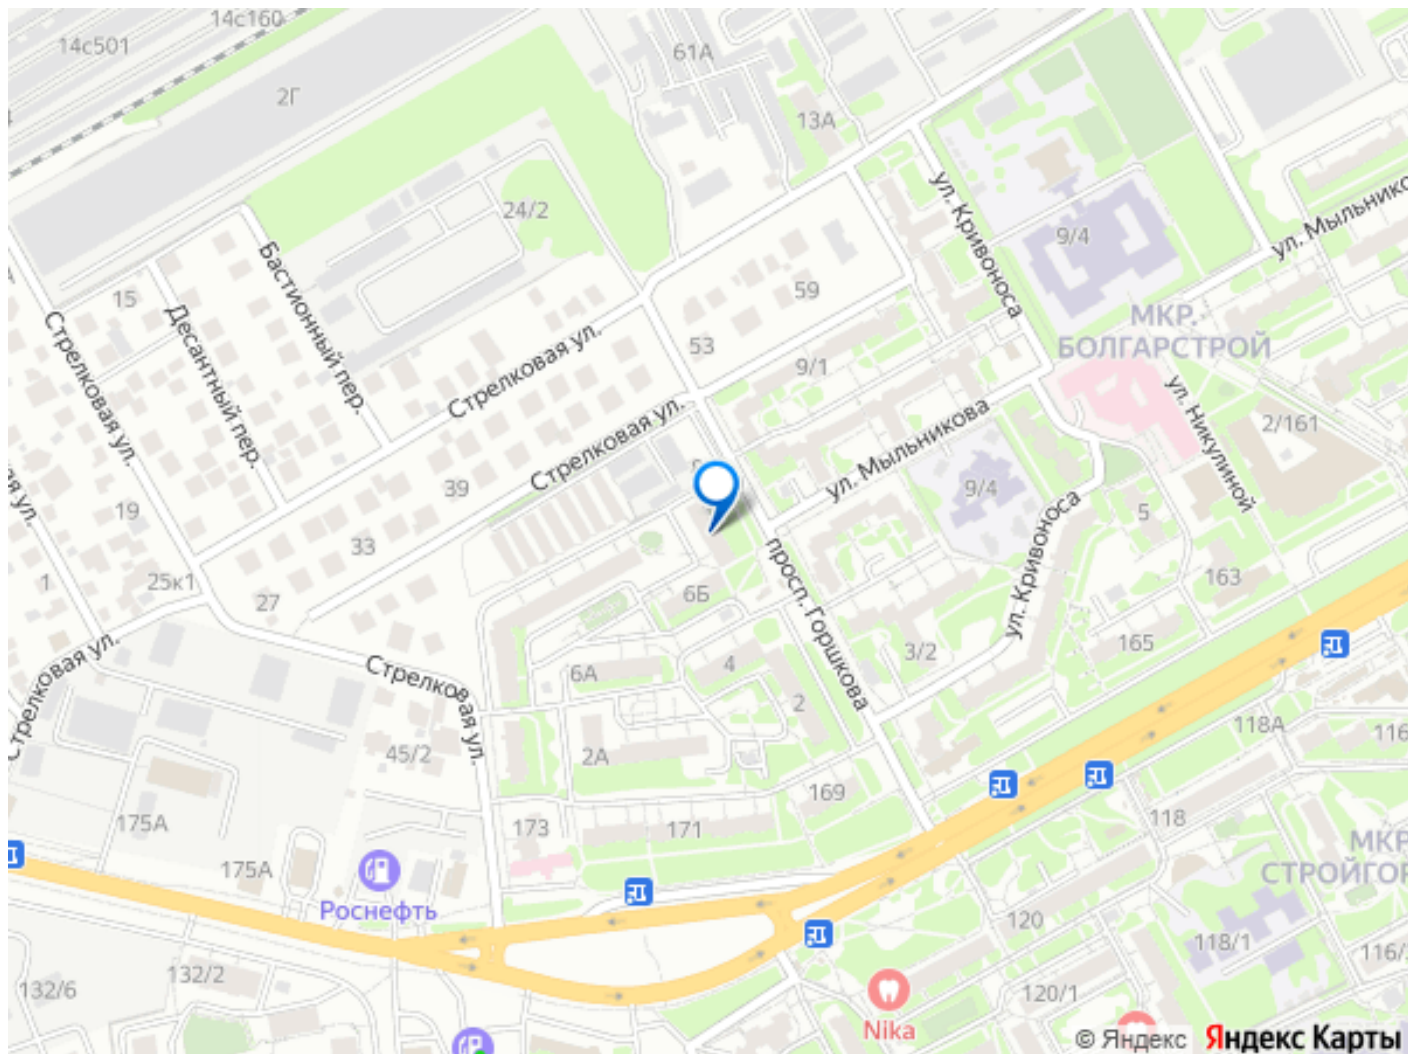 14с160
14с501
2Г
61А
13А
24/2
ул. Кривоноса
9/4
ул. Мыльникова
Бастионный пер.
15
Десантный пер.
Стрелковая ул.
59
53
9/1
МКР.
БОЛГАРСТРОЙ
Стрелковая ул.
Стрелковая ул.
ул. Мыльникова
ул. Никулиной
2/161
39
19
33
9/4
5
ул. Кривоноса
25к1
27
1
163
6Б
просп. Горшкова
3/2
165
Стрелковая ул.
Стрелковая ул.
6А
4
2
2А
45/2
118А
116
169
173
171
175А
175А
118
МКР
СТРОЙГОР
Роснефть
120
118/1
116/
132/6
132/2
120/1
Nika
© Яндекс Яндекс Карты